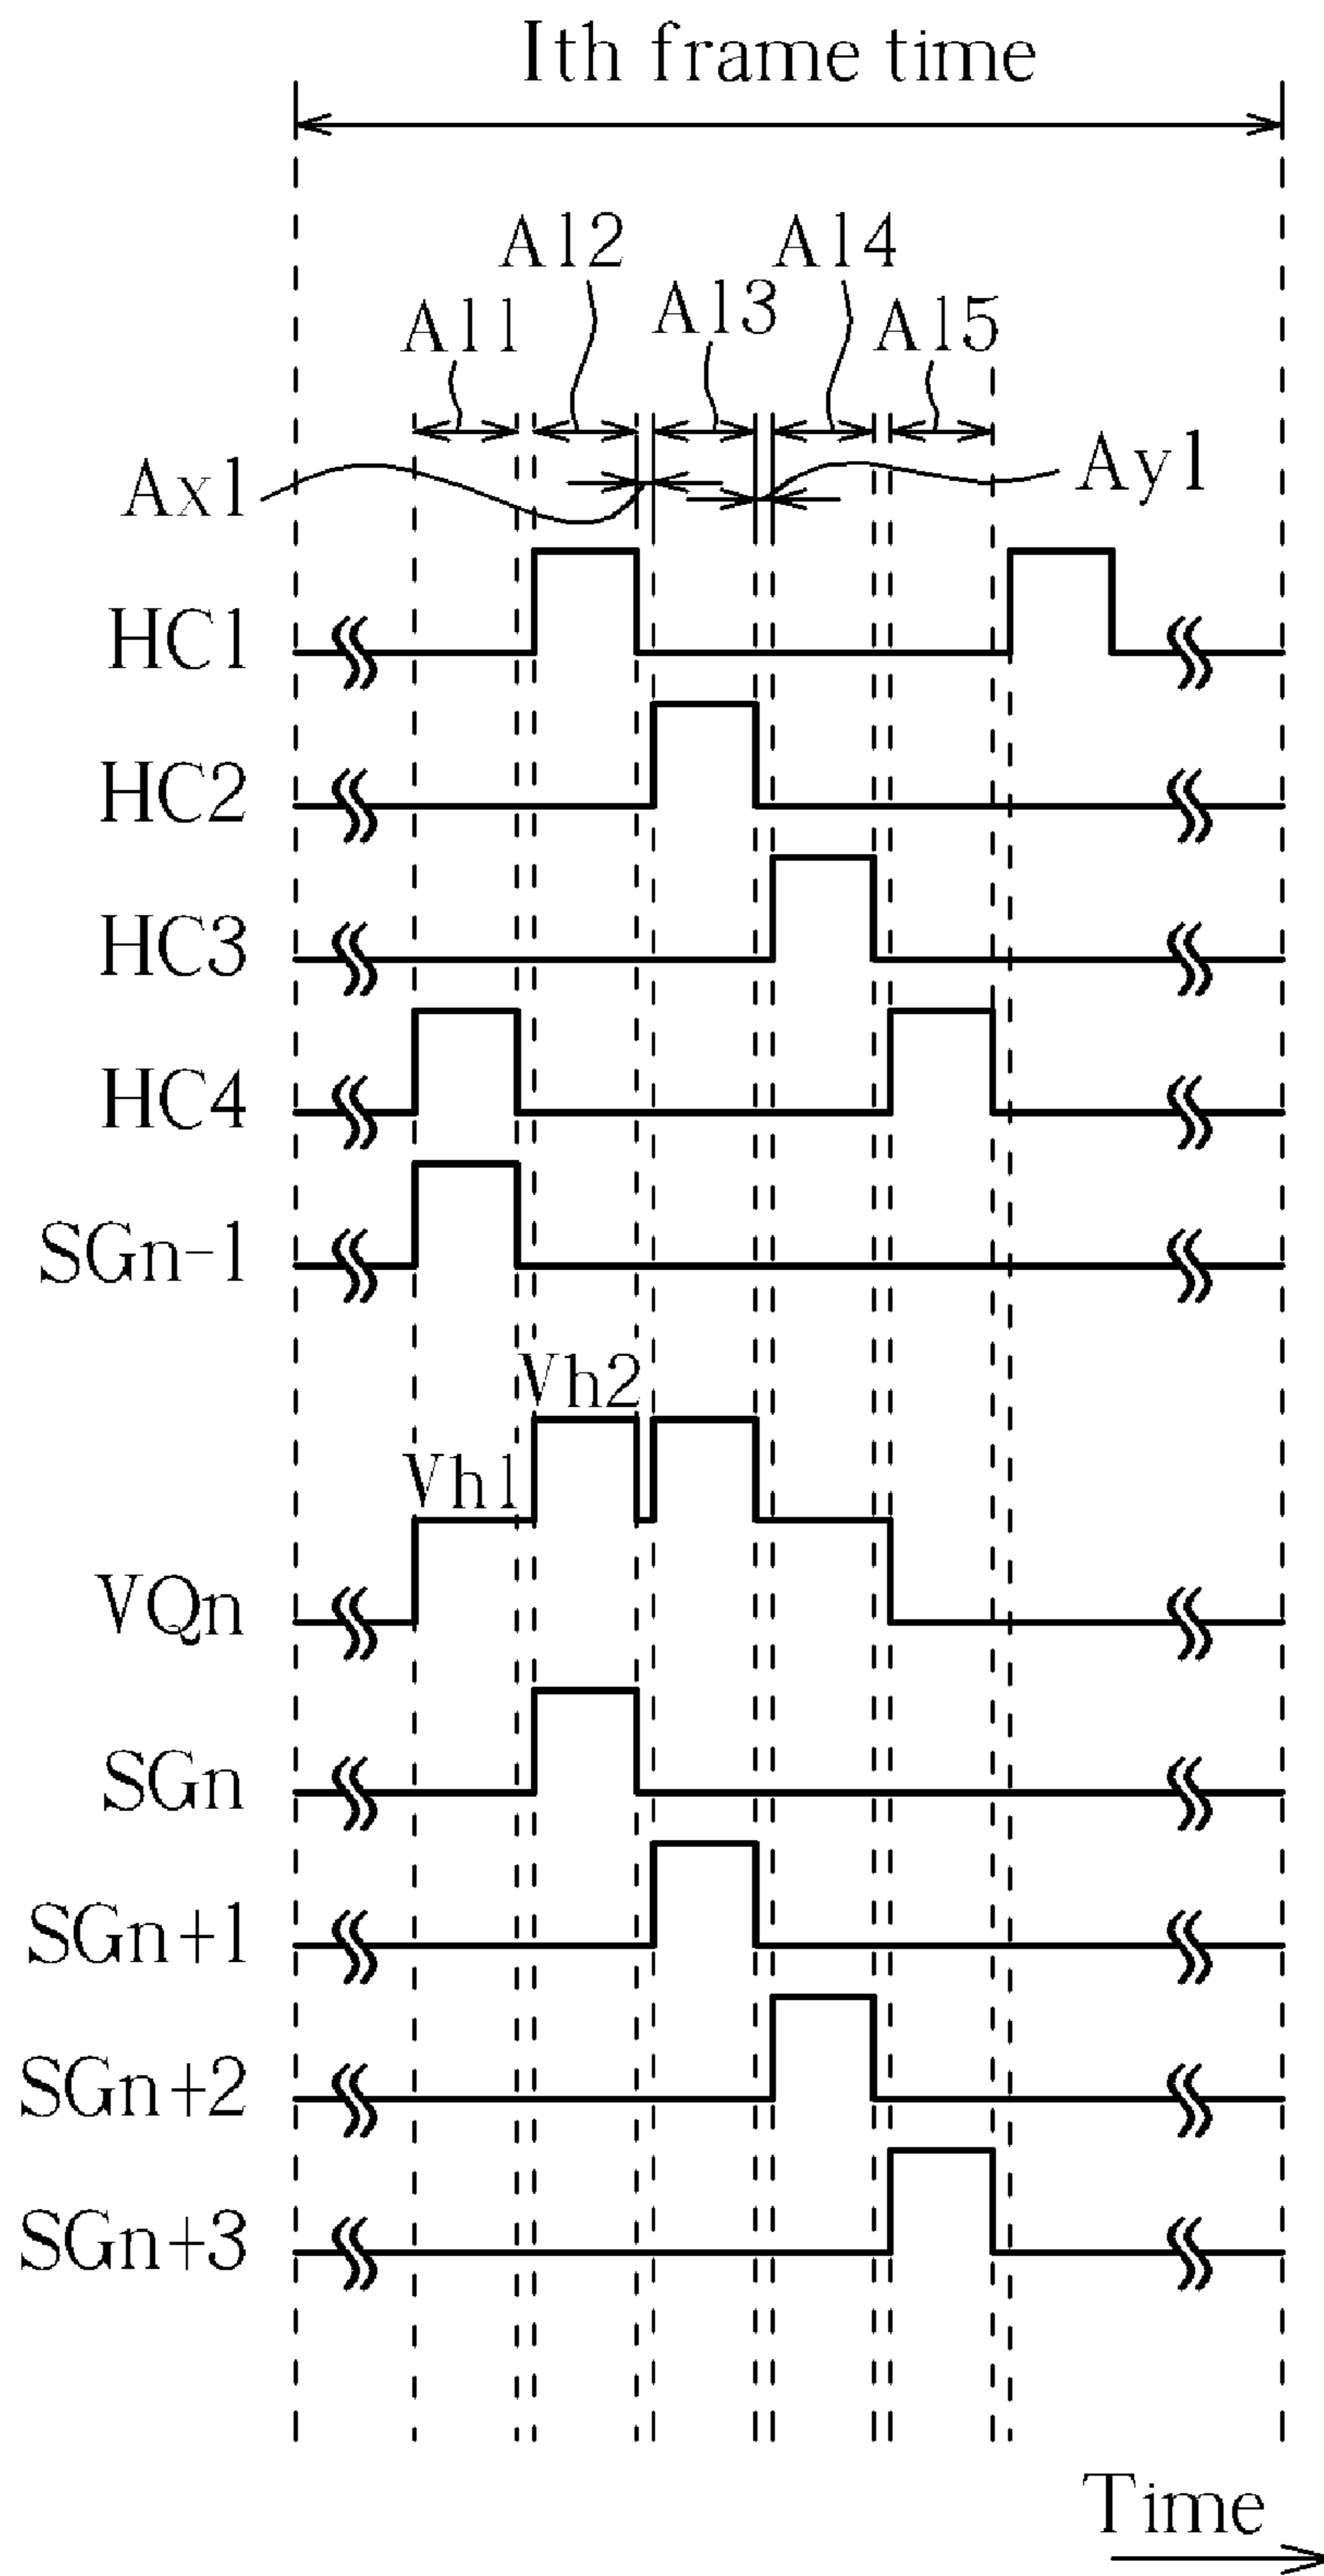 Ith frame time
A12 A14
A11 A13 A15
Ax1 Ay1
HC1
HC2
HC3
HC4
SGn-1
Vh2
Vh1
VQn
SGn
SGn+1
SGn+2
SGn+3
Time